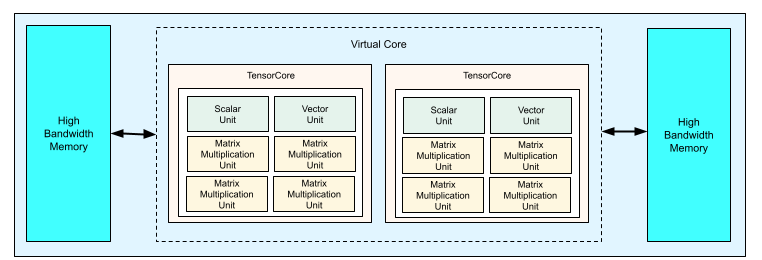 Virtual Core
High
Bandwidth
Memory
TensorCore
Scalar
Unit
Vector
Unit
Matrix
Multiplication
Unit
Matrix
Multiplication
Unit
Matrix
Multiplication
Unit
Matrix
Multiplication
Unit
TensorCore
Scalar
Unit
Vector
Unit
Matrix
Multiplication
Unit
Matrix
Multiplication
Unit
Matrix
Multiplication
Unit
Matrix
Multiplication
Unit
High
Bandwidth
Memory